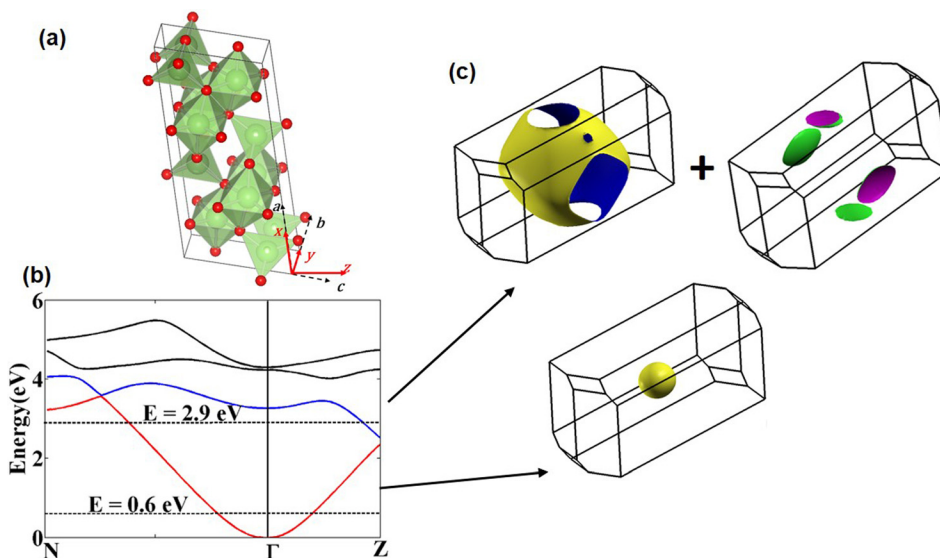 (a)
a
b
x
y
z
c
(b)
6
4
2
0
Energy(eV)
E = 2.9 eV
E = 0.6 eV
N
Γ
Z
(c)
+